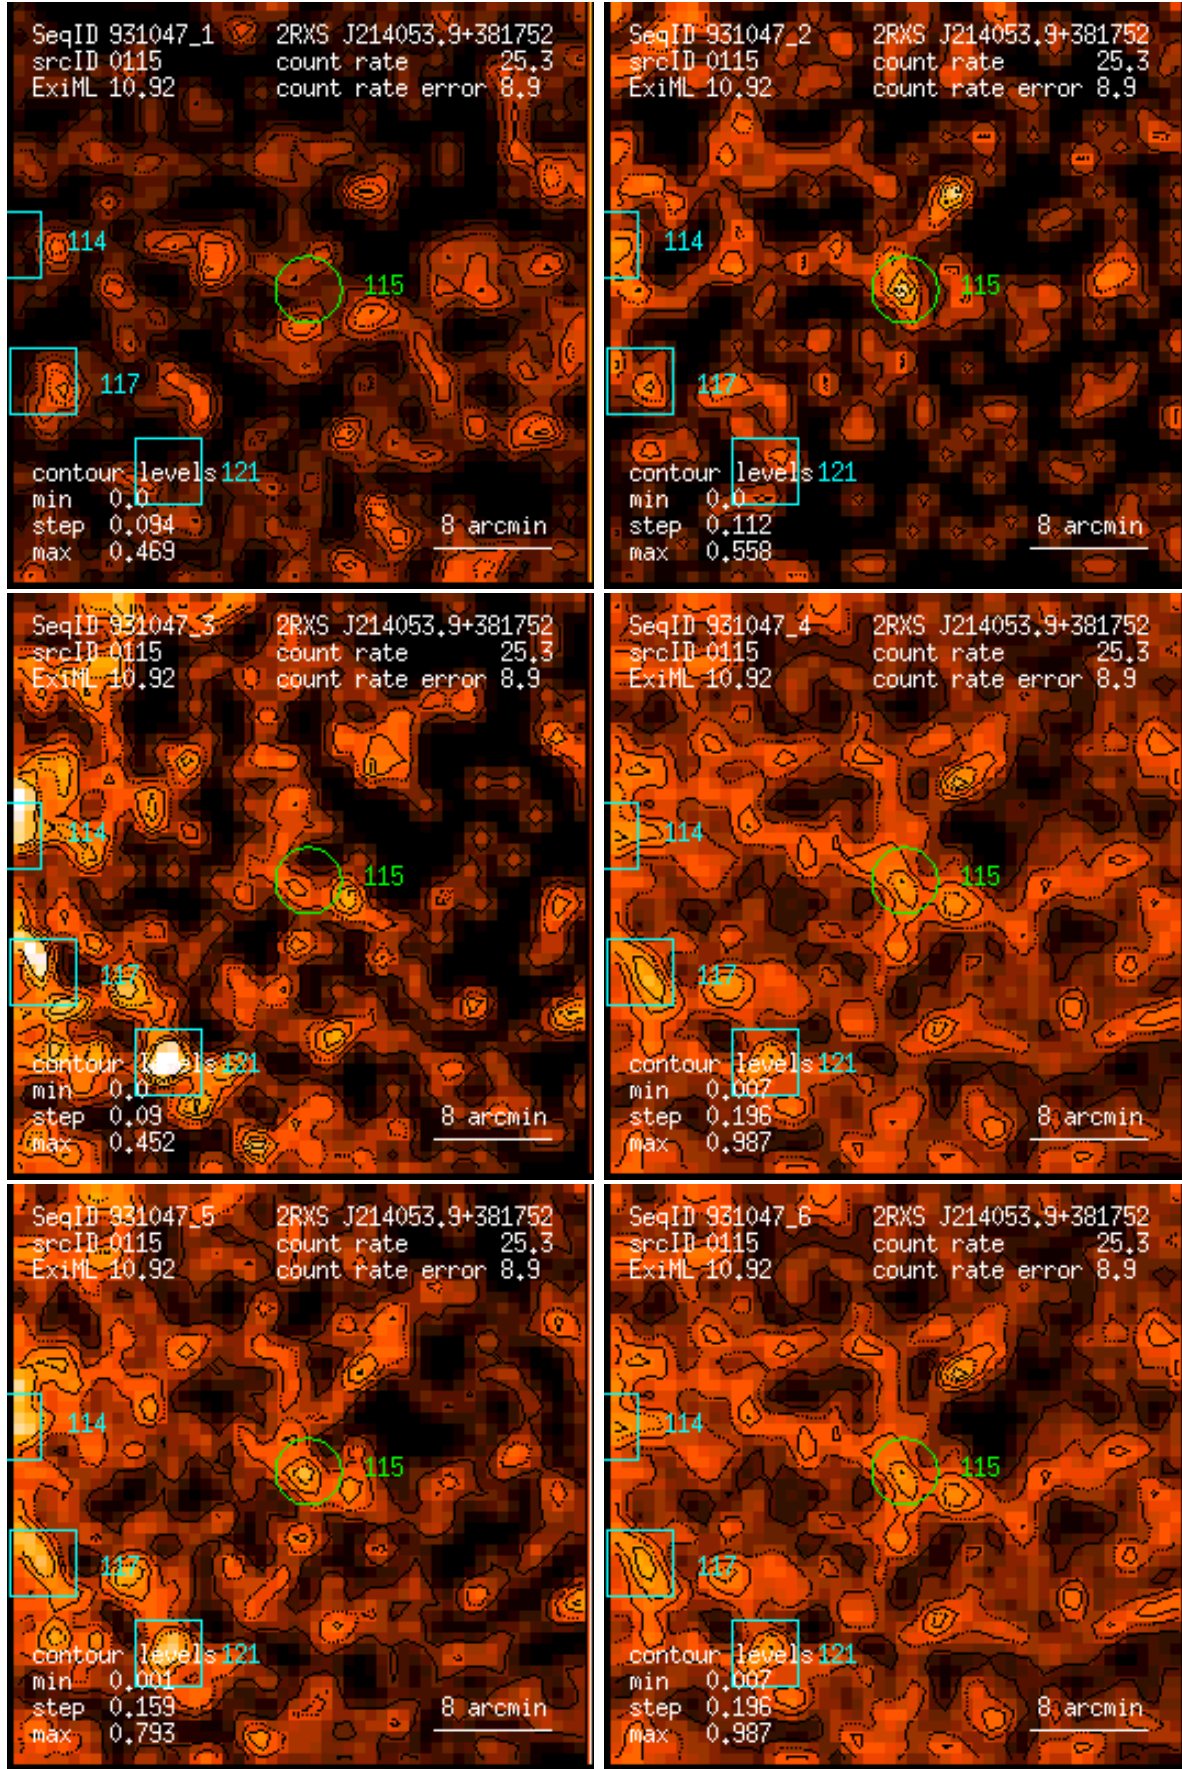 SeqID 931047_1 2RXS J214053.9+381752
srcID 0115 count rate 25.3
ExiML 10.92 count rate error 8.9
114
115
117
contour levels 121
min 0.0
step 0.094 8 arcmin
max 0.469
SeqID 931047_2 2RXS J214053.9+381752
srcID 0115 count rate 25.3
ExiML 10.92 count rate error 8.9
114
115
117
contour levels 121
min 0.0
step 0.112 8 arcmin
max 0.558
SeqID 931047_3 2RXS J214053.9+381752
srcID 0115 count rate 25.3
ExiML 10.92 count rate error 8.9
114
115
117
contour levels 121
min 0.0
step 0.09 8 arcmin
max 0.452
SeqID 931047_4 2RXS J214053.9+381752
srcID 0115 count rate 25.3
ExiML 10.92 count rate error 8.9
114
115
117
contour levels 121
min 0.007
step 0.196 8 arcmin
max 0.987
SeqID 931047_5 2RXS J214053.9+381752
srcID 0115 count rate 25.3
ExiML 10.92 count rate error 8.9
114
115
117
contour levels 121
min 0.001
step 0.159 8 arcmin
max 0.793
SeqID 931047_6 2RXS J214053.9+381752
srcID 0115 count rate 25.3
ExiML 10.92 count rate error 8.9
114
115
117
contour levels 121
min 0.007
step 0.196 8 arcmin
max 0.987